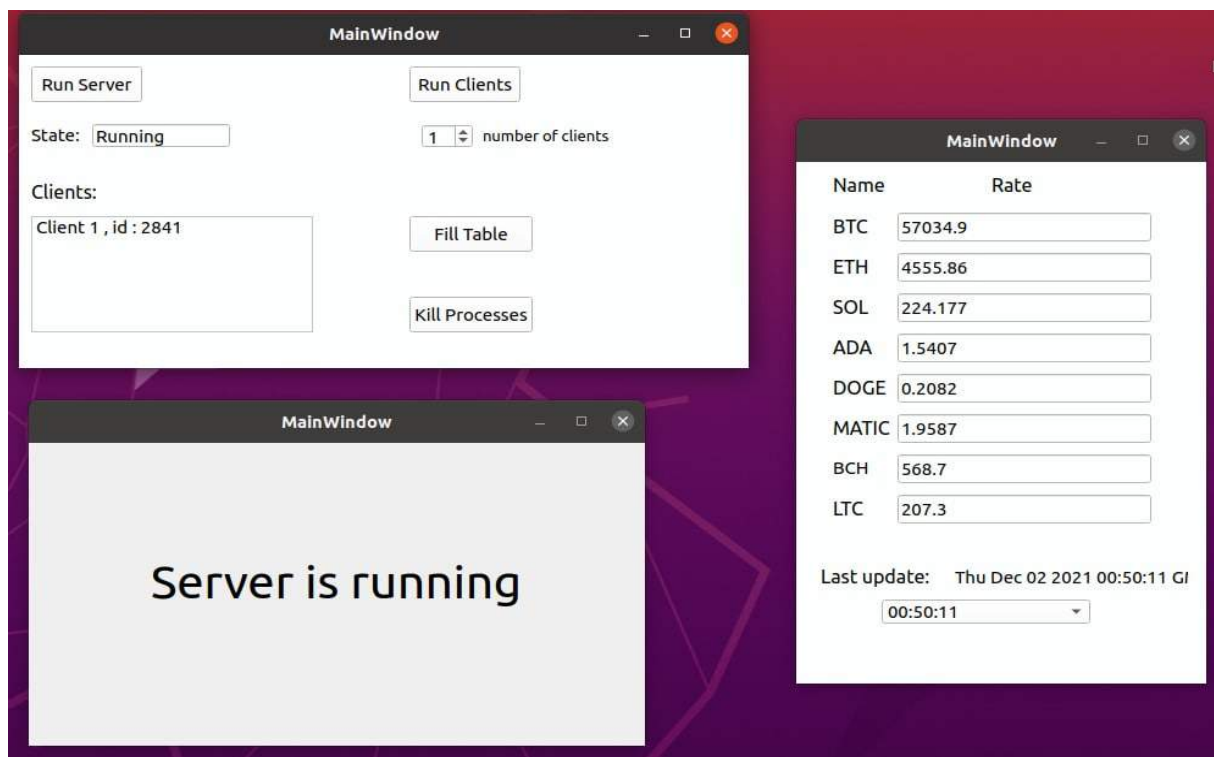 MainWindow
Run Server
Run Clients
State: Running
1 number of clients
Clients:
Client 1 , id : 2841
Fill Table
Kill Processes
MainWindow
Server is running
MainWindow
Name Rate
BTC 57034.9
ETH 4555.86
SOL 224.177
ADA 1.5407
DOGE 0.2082
MATIC 1.9587
BCH 568.7
LTC 207.3
Last update: Thu Dec 02 2021 00:50:11
00:50:11